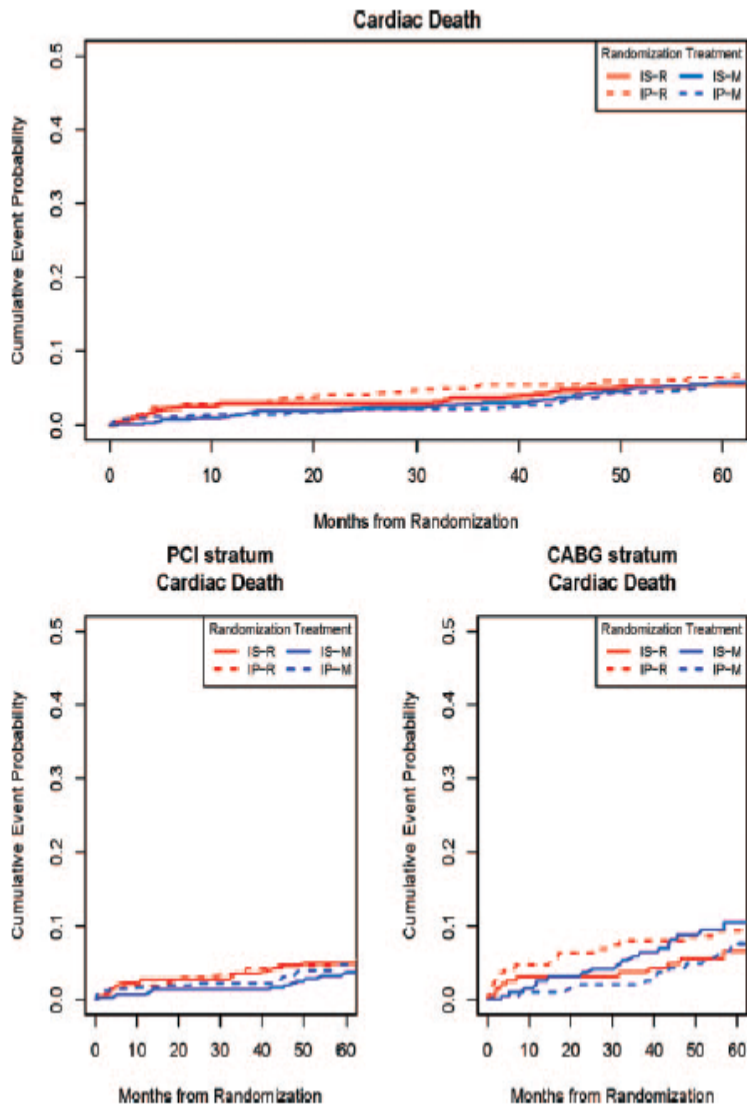 Cardiac Death
Cumulative Event Probability
0.5
0.4
0.3
0.2
0.1
0.0
Randomization Treatment
IS-R IS-M
IP-R IP-M
0 10 20 30 40 50 60
Months from Randomization
PCI stratum
Cardiac Death
Cumulative Event Probability
0.5
0.4
0.3
0.2
0.1
0.0
Randomization Treatment
IS-R IS-M
IP-R IP-M
0 10 20 30 40 50 60
Months from Randomization
CABG stratum
Cardiac Death
Cumulative Event Probability
0.5
0.4
0.3
0.2
0.1
0.0
Randomization Treatment
IS-R IS-M
IP-R IP-M
0 10 20 30 40 50 60
Months from Randomization